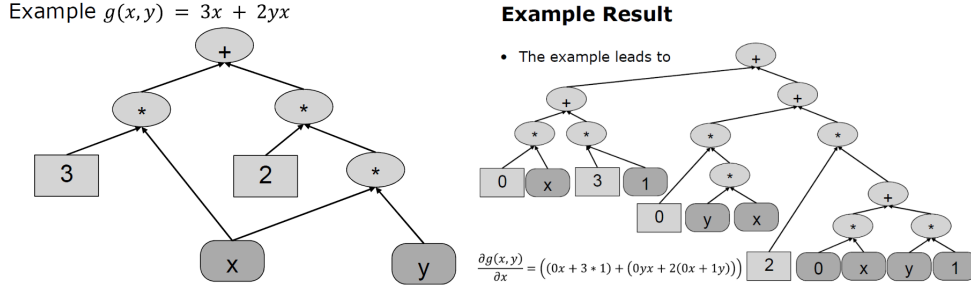 Example g(x, y) = 3x + 2yx
+
* *
3 2 *
x y
Example Result
• The example leads to
+
+ +
* * * *
0 x 3 1 * +
0 y x * *
2 0 x y 1
∂g(x, y)/∂x = ((0x + 3 * 1) + (0yx + 2(0x + 1y)))